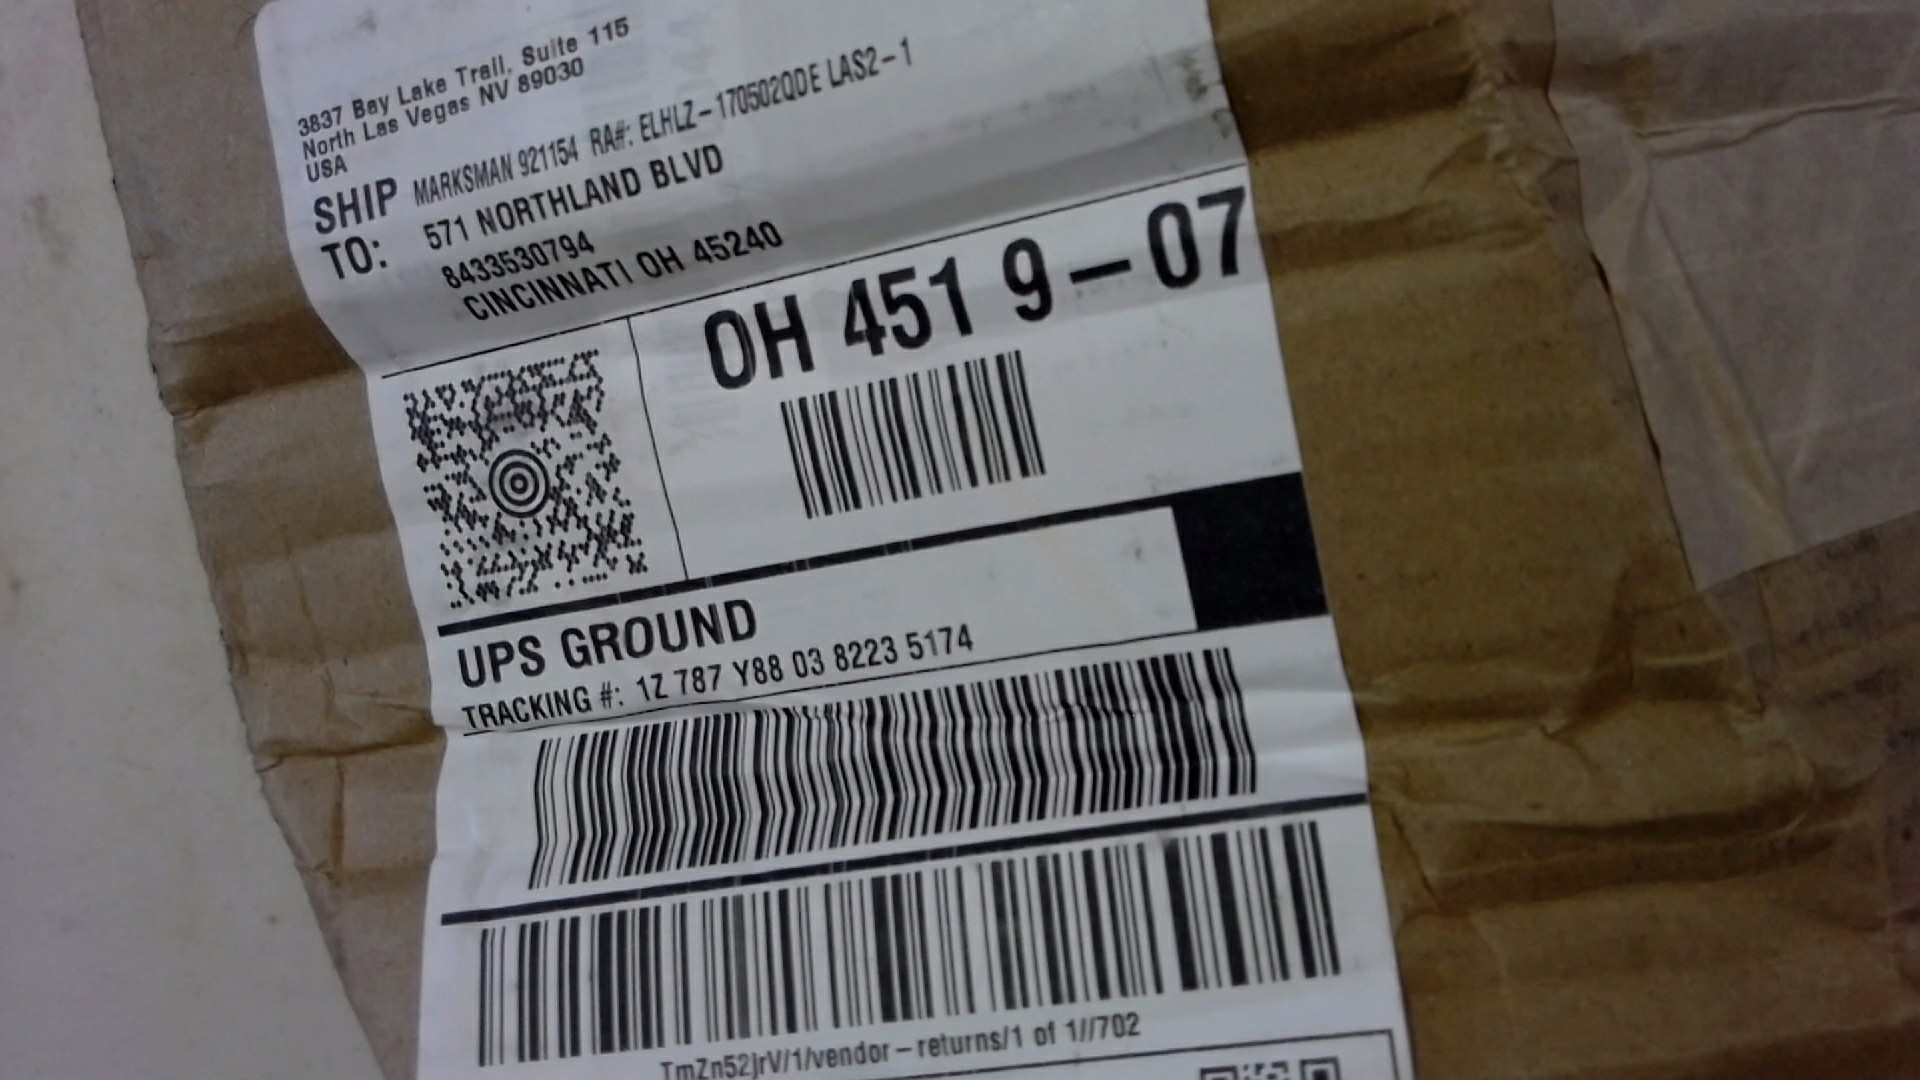 3837 Bay Lake Trail, Suite 115
North Las Vegas NV 89030
USA
SHIP TO: MARKSMAN 921154 RA#: ELHLZ-170502QDE LAS2-1
571 NORTHLAND BLVD
8433530794
CINCINNATI OH 45240
OH 451 9-07
UPS GROUND
TRACKING #: 1Z 787 Y88 03 8223 5174
TmZn52jrV/1/vendor-returns/1 of 1//702